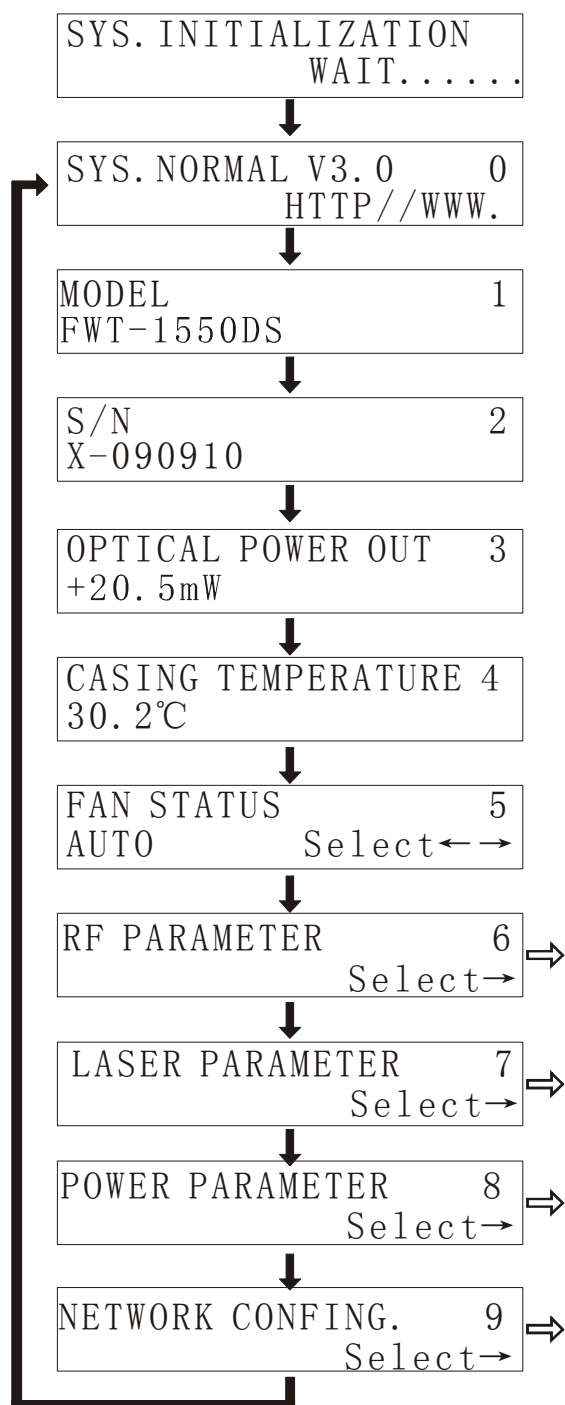 SYS. INITIALIZATION
WAIT......
SYS. NORMAL V3.0 0
HTTP//WWW.
MODEL 1
FWT-1550DS
S/N 2
X-090910
OPTICAL POWER OUT 3
+20.5mW
CASING TEMPERATURE 4
30.2℃
FAN STATUS 5
AUTO Select←→
RF PARAMETER 6
Select→
LASER PARAMETER 7
Select→
POWER PARAMETER 8
Select→
NETWORK CONFING. 9
Select→